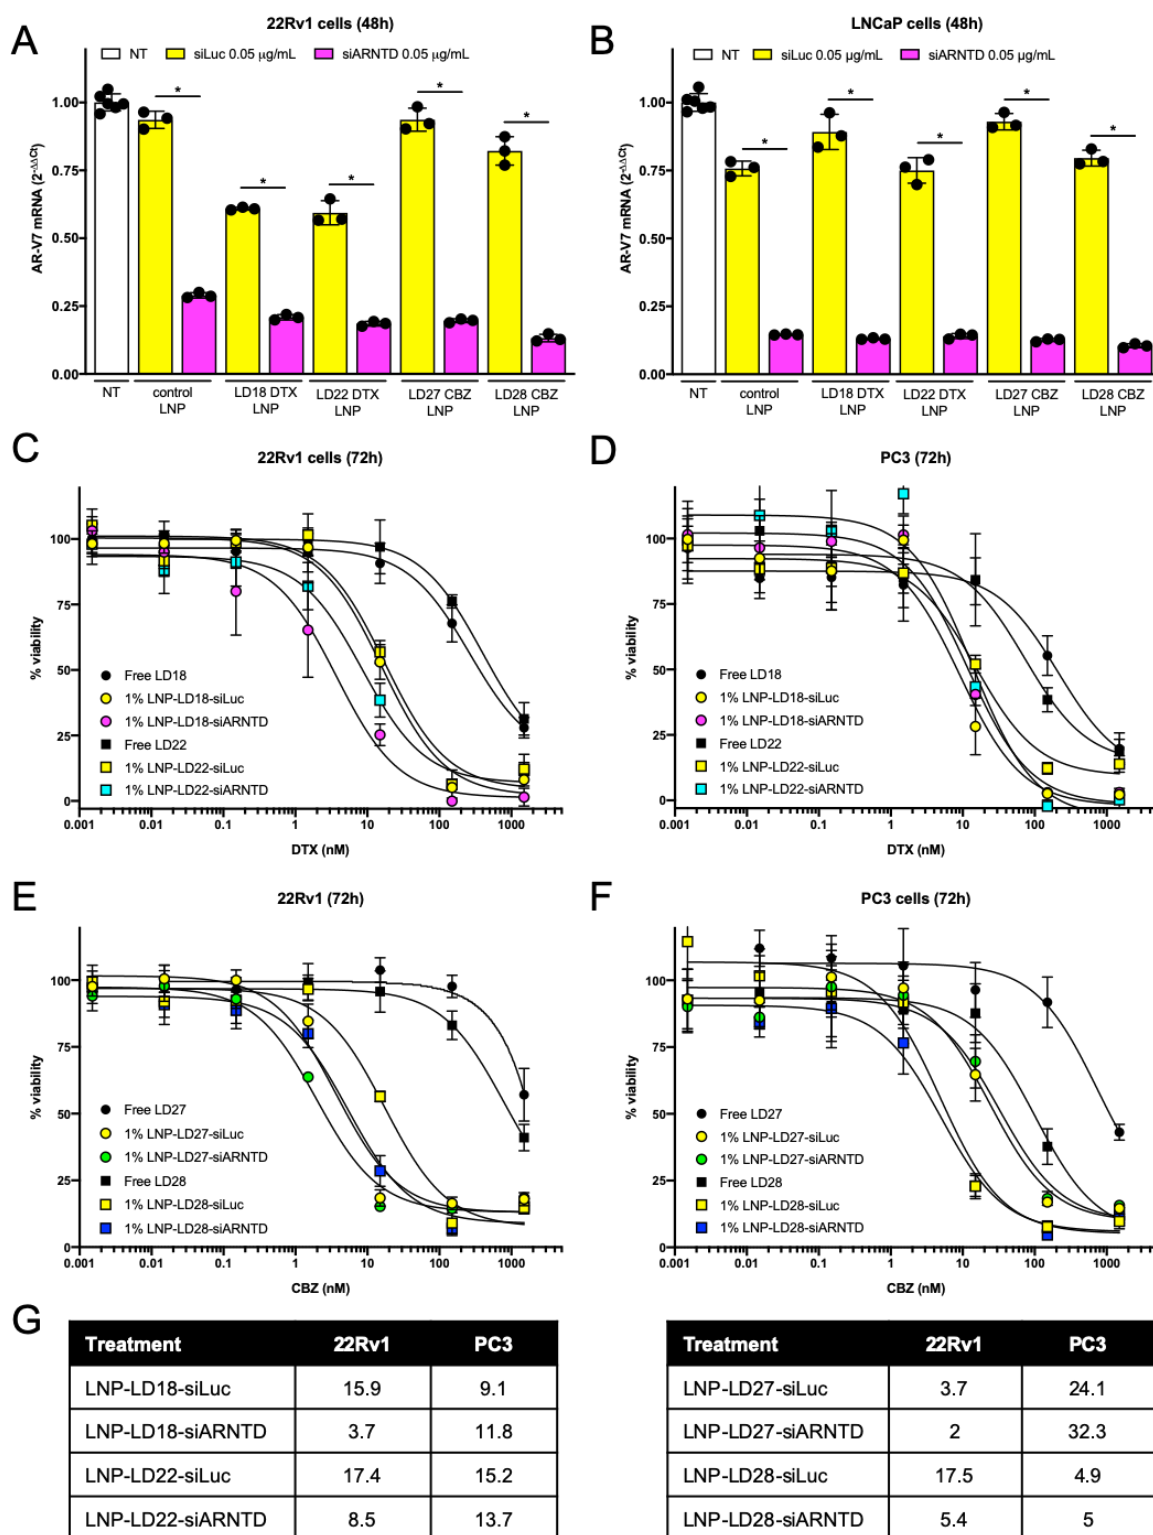 A
22Rv1 cells (48h)
NT
siLuc 0.05 μg/mL
siARNTD 0.05 μg/mL
AR-V7 mRNA (2^-ΔΔCt)
1.00
0.75
0.50
0.25
0.00
*
*
*
*
*
NT
control
LNP
LD18 DTX
LNP
LD22 DTX
LNP
LD27 CBZ
LNP
LD28 CBZ
LNP
B
LNCaP cells (48h)
NT
siLuc 0.05 μg/mL
siARNTD 0.05 μg/mL
AR-V7 mRNA (2^-ΔΔCt)
1.00
0.75
0.50
0.25
0.00
*
*
*
*
*
NT
control
LNP
LD18 DTX
LNP
LD22 DTX
LNP
LD27 CBZ
LNP
LD28 CBZ
LNP
C
22Rv1 cells (72h)
% viability
100
75
50
25
0
Free LD18
1% LNP-LD18-siLuc
1% LNP-LD18-siARNTD
Free LD22
1% LNP-LD22-siLuc
1% LNP-LD22-siARNTD
0.001 0.01 0.1 1 10 100 1000
DTX (nM)
D
PC3 (72h)
% viability
100
75
50
25
0
Free LD18
1% LNP-LD18-siLuc
1% LNP-LD18-siARNTD
Free LD22
1% LNP-LD22-siLuc
1% LNP-LD22-siARNTD
0.001 0.01 0.1 1 10 100 1000
DTX (nM)
E
22Rv1 (72h)
% viability
100
75
50
25
0
Free LD27
1% LNP-LD27-siLuc
1% LNP-LD27-siARNTD
Free LD28
1% LNP-LD28-siLuc
1% LNP-LD28-siARNTD
0.001 0.01 0.1 1 10 100 1000
CBZ (nM)
F
PC3 cells (72h)
% viability
100
75
50
25
0
Free LD27
1% LNP-LD27-siLuc
1% LNP-LD27-siARNTD
Free LD28
1% LNP-LD28-siLuc
1% LNP-LD28-siARNTD
0.001 0.01 0.1 1 10 100 1000
CBZ (nM)
G
Treatment 22Rv1 PC3
LNP-LD18-siLuc 15.9 9.1
LNP-LD18-siARNTD 3.7 11.8
LNP-LD22-siLuc 17.4 15.2
LNP-LD22-siARNTD 8.5 13.7
Treatment 22Rv1 PC3
LNP-LD27-siLuc 3.7 24.1
LNP-LD27-siARNTD 2 32.3
LNP-LD28-siLuc 17.5 4.9
LNP-LD28-siARNTD 5.4 5